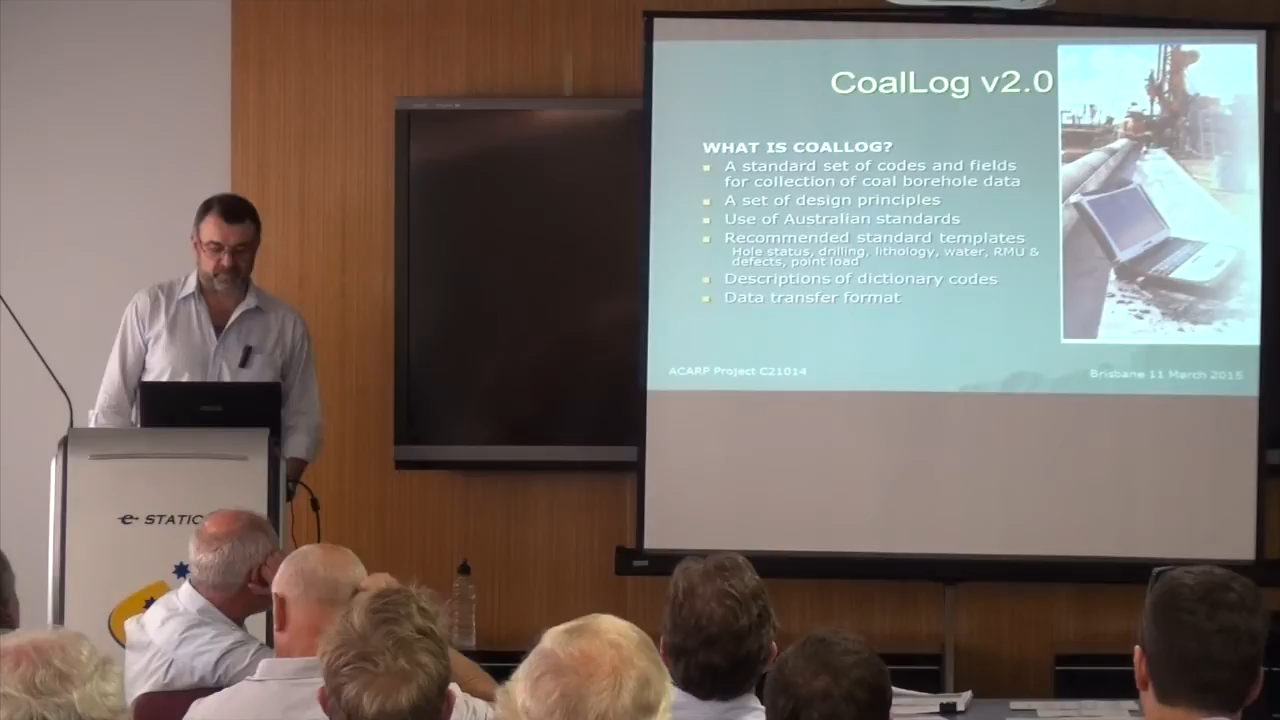 CoalLog v2.0
WHAT IS COALLOG?
A standard set of codes and fields
for collection of coal borehole data
A set of design principles
Use of Australian standards
Recommended standard templates
Hole status, drilling, lithology, water, RMU &
defects, point load
Descriptions of dictionary codes
Data transfer format
ACARP Project C21014
Brisbane 11 March 2015
e-STATIC